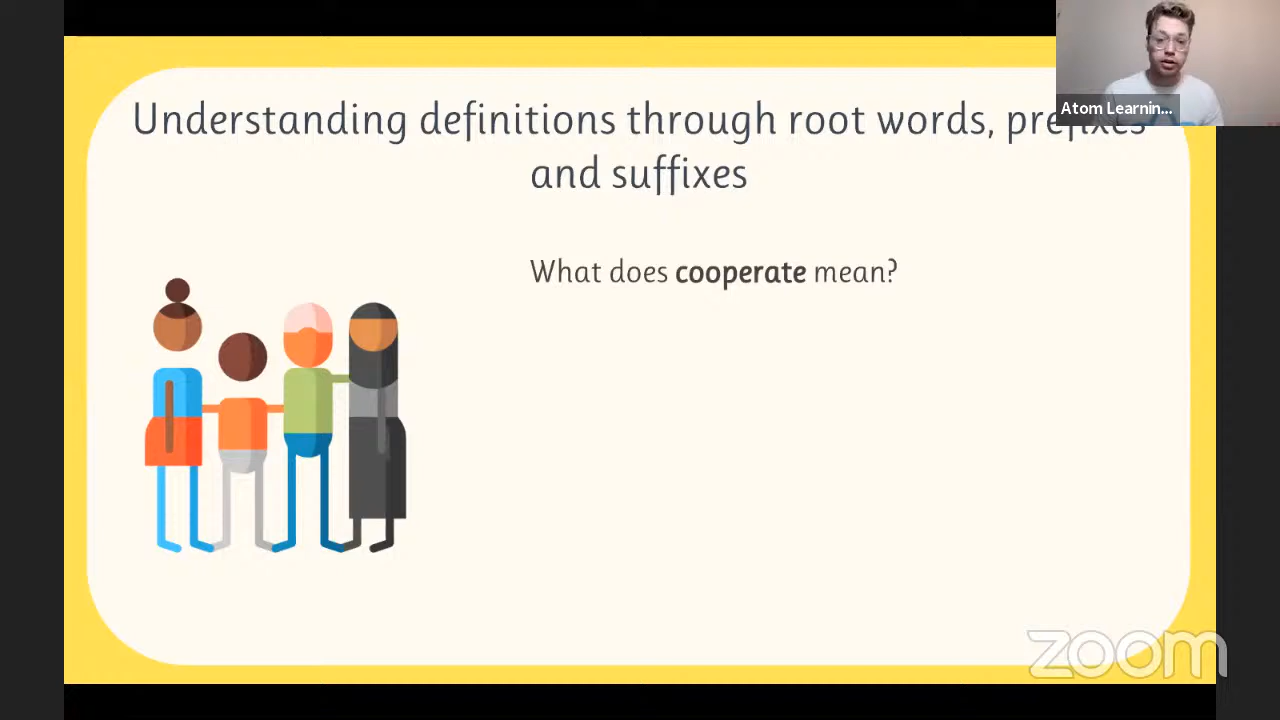 Understanding definitions through root words, prefixes
and suffixes
What does cooperate mean?
Atom Learnin...
zoom